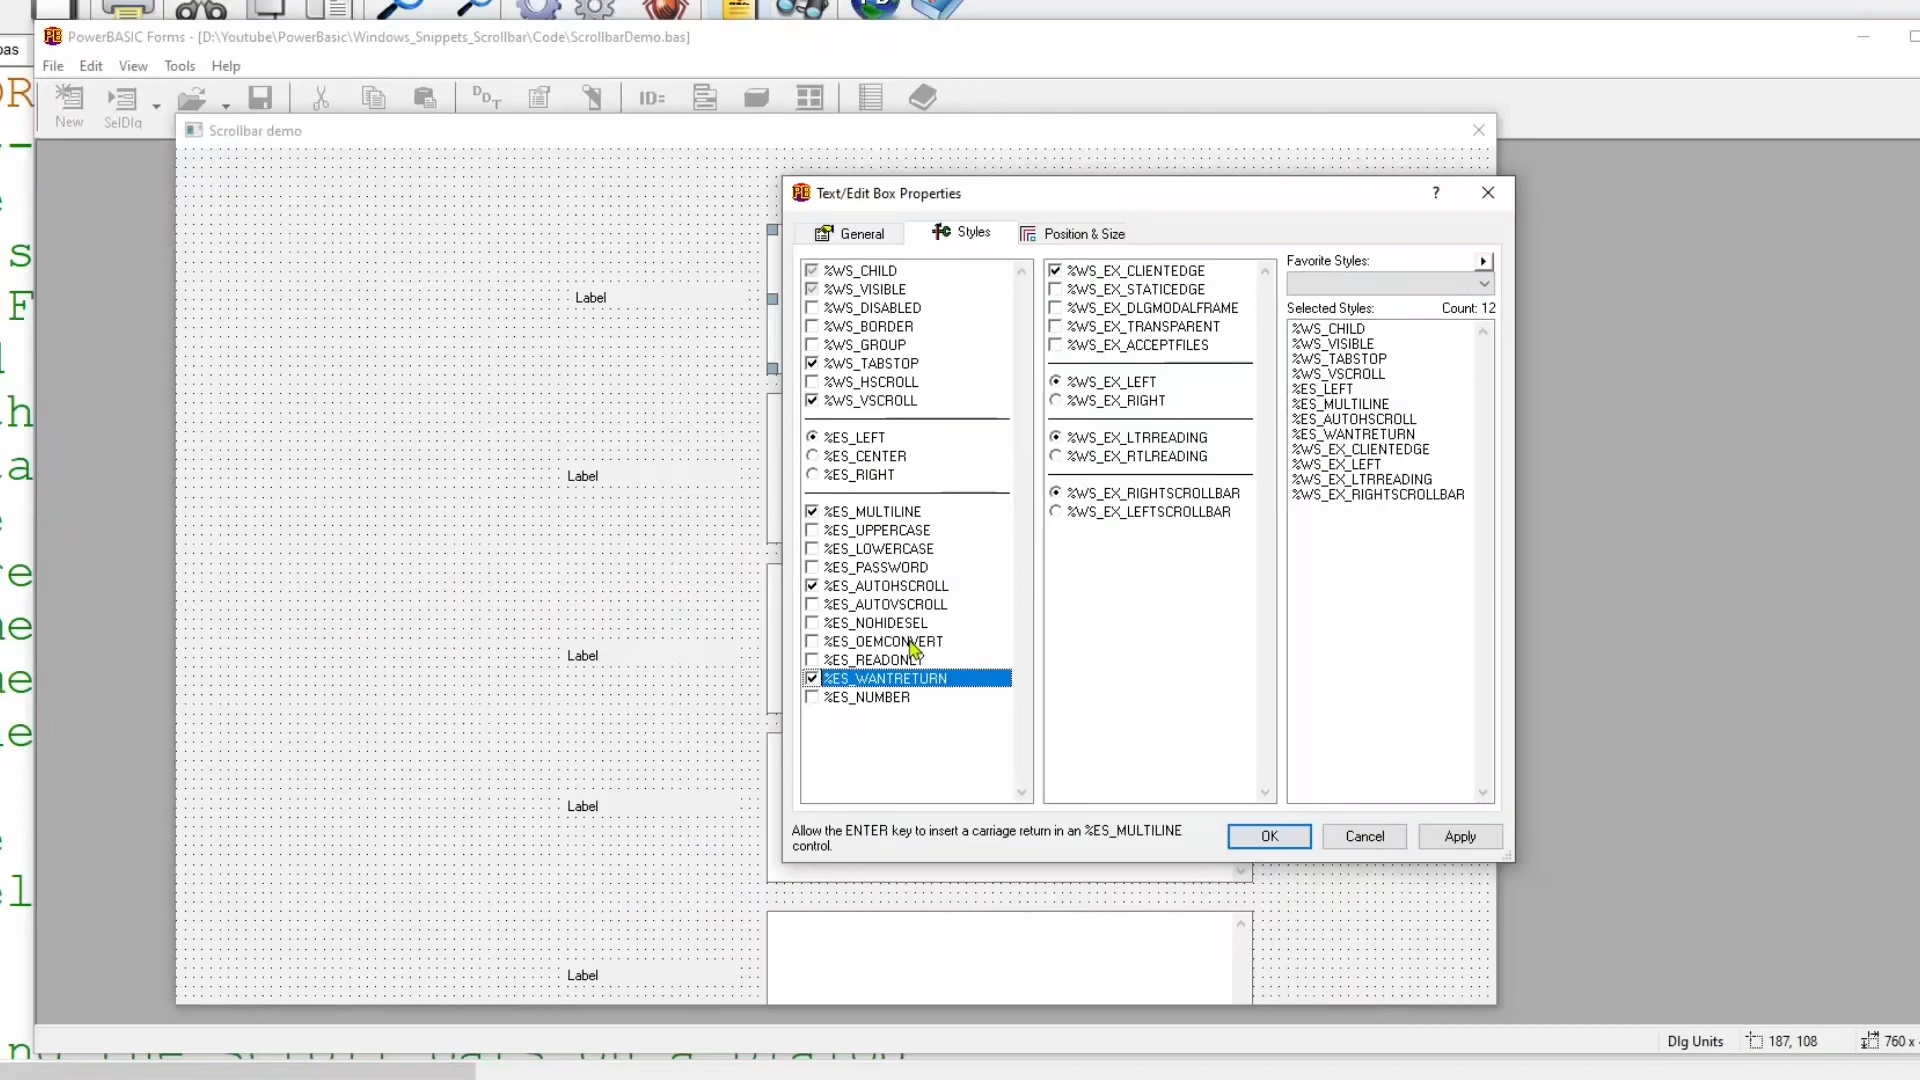 PowerBASIC Forms - [D:\Youtube\PowerBasic\Windows_Snippets_Scrollbar\Code\ScrollbarDemo.bas]
File Edit View Tools Help
New SelDlg
ID=
Scrollbar demo
Label
Label
Label
Label
Label
Text/Edit Box Properties
General Styles Position & Size
%WS_CHILD
%WS_VISIBLE
%WS_DISABLED
%WS_BORDER
%WS_GROUP
%WS_TABSTOP
%WS_HSCROLL
%WS_VSCROLL
%ES_LEFT
%ES_CENTER
%ES_RIGHT
%ES_MULTILINE
%ES_UPPERCASE
%ES_LOWERCASE
%ES_PASSWORD
%ES_AUTOHSCROLL
%ES_AUTOVSCROLL
%ES_NOHIDESEL
%ES_OEMCONVERT
%ES_READONLY
%ES_WANTRETURN
%ES_NUMBER
%WS_EX_CLIENTEDGE
%WS_EX_STATICEDGE
%WS_EX_DLGMODALFRAME
%WS_EX_TRANSPARENT
%WS_EX_ACCEPTFILES
%WS_EX_LEFT
%WS_EX_RIGHT
%WS_EX_LTRREADING
%WS_EX_RTLREADING
%WS_EX_RIGHTSCROLLBAR
%WS_EX_LEFTSCROLLBAR
Favorite Styles:
Selected Styles: Count: 12
%WS_CHILD
%WS_VISIBLE
%WS_TABSTOP
%WS_VSCROLL
%ES_LEFT
%ES_MULTILINE
%ES_AUTOHSCROLL
%ES_WANTRETURN
%WS_EX_CLIENTEDGE
%WS_EX_LEFT
%WS_EX_LTRREADING
%WS_EX_RIGHTSCROLLBAR
Allow the ENTER key to insert a carriage return in an %ES_MULTILINE
control.
OK Cancel Apply
Dlg Units 187, 108 760 x